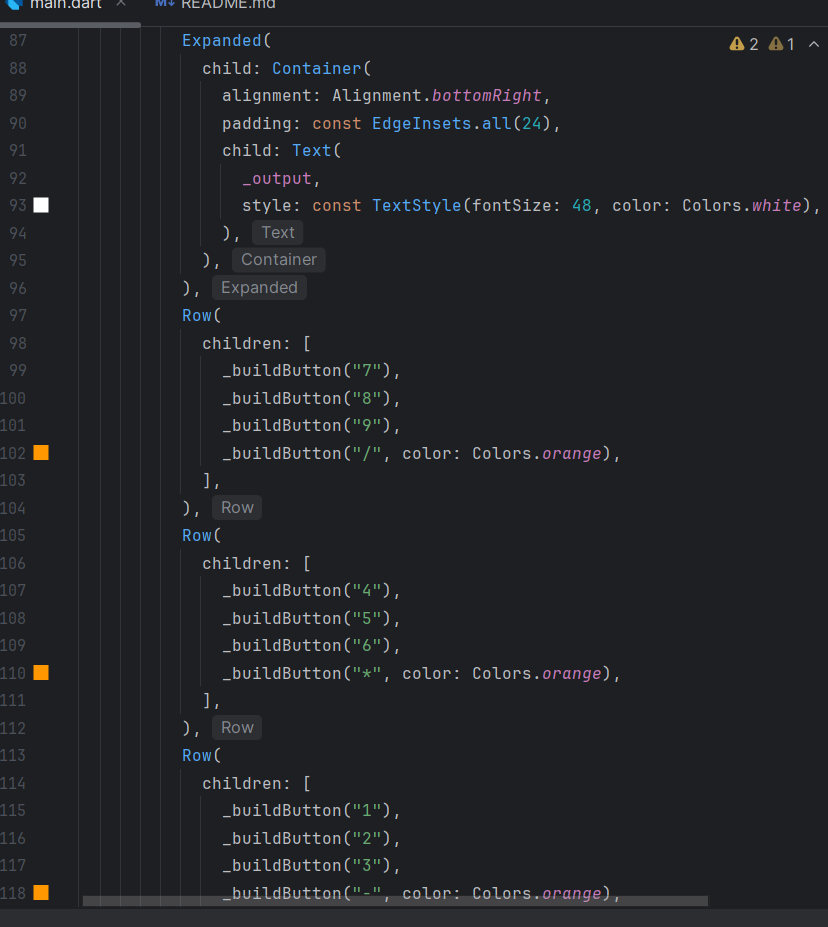 main.dart × M↓ README.md
2 1
87 Expanded(
88 child: Container(
89 alignment: Alignment.bottomRight,
90 padding: const EdgeInsets.all(24),
91 child: Text(
92 _output,
93 style: const TextStyle(fontSize: 48, color: Colors.white),
94 ), Text
95 ), Container
96 ), Expanded
97 Row(
98 children: [
99 _buildButton("7"),
100 _buildButton("8"),
101 _buildButton("9"),
102 _buildButton("/", color: Colors.orange),
103 ],
104 ), Row
105 Row(
106 children: [
107 _buildButton("4"),
108 _buildButton("5"),
109 _buildButton("6"),
110 _buildButton("*", color: Colors.orange),
111 ],
112 ), Row
113 Row(
114 children: [
115 _buildButton("1"),
116 _buildButton("2"),
117 _buildButton("3"),
118 _buildButton("-", color: Colors.orange),